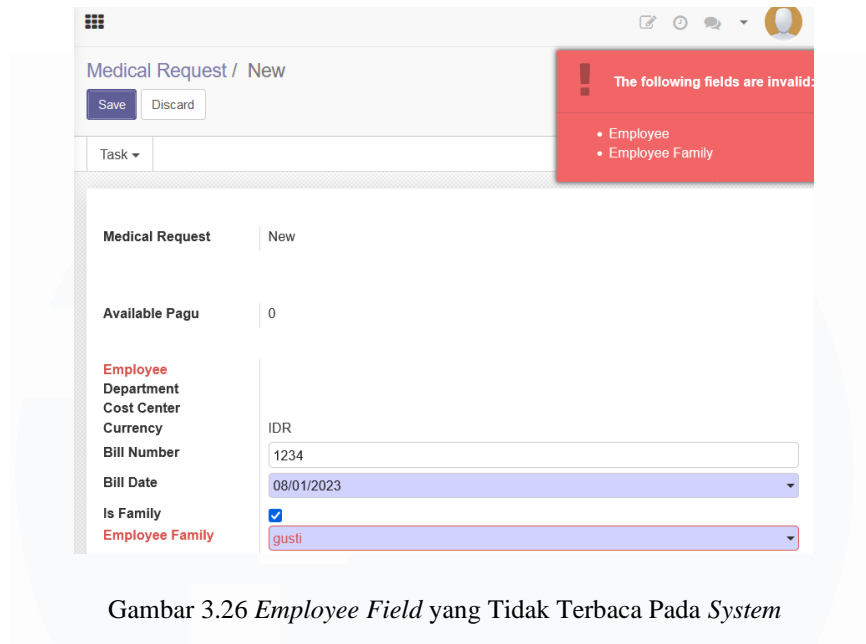 Medical Request / New
Save Discard
The following fields are invalid:
• Employee
• Employee Family
Task
Medical Request New
Available Pagu 0
Employee
Department
Cost Center
Currency IDR
Bill Number 1234
Bill Date 08/01/2023
Is Family
Employee Family gusti
Gambar 3.26 Employee Field yang Tidak Terbaca Pada System